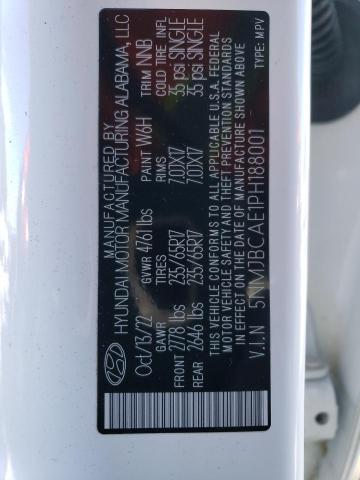 MANUFACTURED BY
HYUNDAI MOTOR MANUFACTURING ALABAMA, LLC
Oct/13/22 GVWR 4761lbs PAINT W6H TRIM NNB
TIRES RIMS COLD TIRE INFL
FRONT 2778 lbs 235/65R17 7.0JX17 35 psi SINGLE
REAR 2646 lbs 235/65R17 7.0JX17 35 psi SINGLE
THIS VEHICLE CONFORMS TO ALL APPLICABLE U.S.A. FEDERAL
MOTOR VEHICLE SAFETY AND THEFT PREVENTION STANDARDS
IN EFFECT ON THE DATE OF MANUFACTURE SHOWN ABOVE.
V.I.N 5NMJBCAE1PH188001 TYPE: MPV